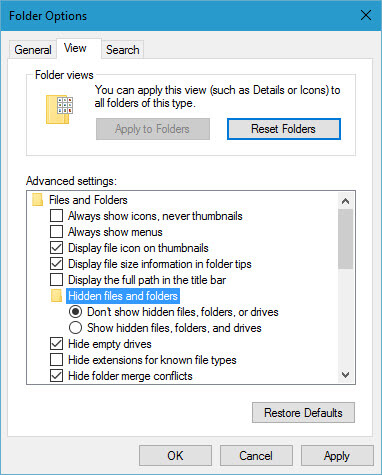 Folder Options
General View Search
Folder views
You can apply this view (such as Details or Icons) to
all folders of this type.
Apply to Folders Reset Folders
Advanced settings:
Files and Folders
Always show icons, never thumbnails
Always show menus
Display file icon on thumbnails
Display file size information in folder tips
Display the full path in the title bar
Hidden files and folders
Don't show hidden files, folders, or drives
Show hidden files, folders, and drives
Hide empty drives
Hide extensions for known file types
Hide folder merge conflicts
Restore Defaults
OK Cancel Apply